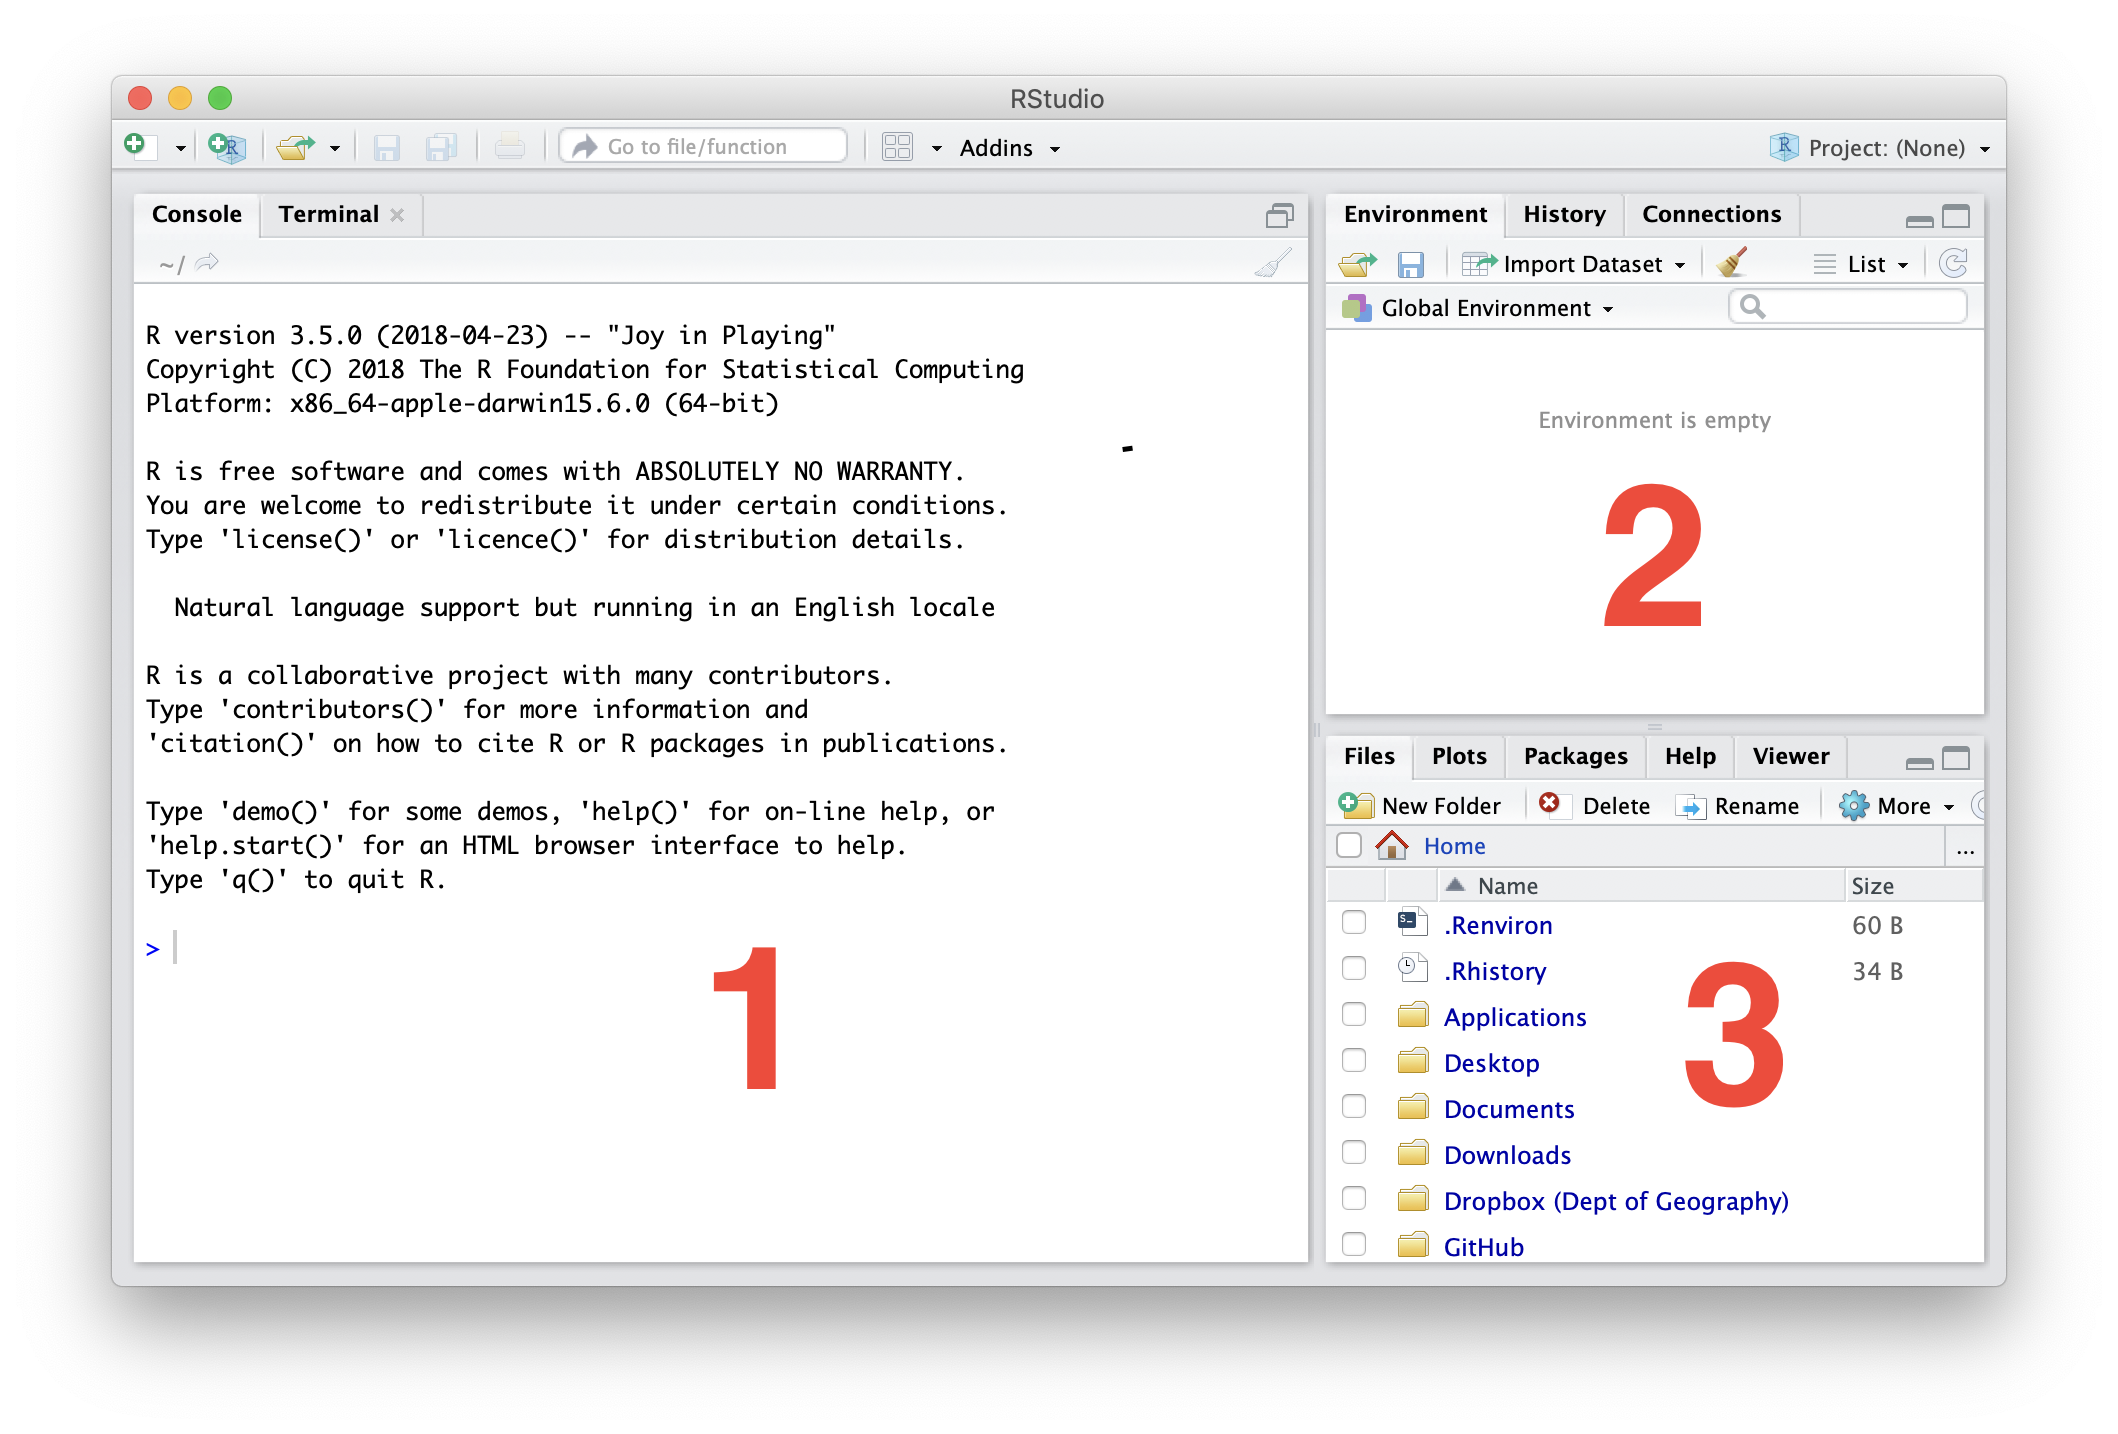 RStudio
Go to file/function
Addins
Project: (None)
Console Terminal
~/
R version 3.5.0 (2018-04-23) -- "Joy in Playing"
Copyright (C) 2018 The R Foundation for Statistical Computing
Platform: x86_64-apple-darwin15.6.0 (64-bit)
R is free software and comes with ABSOLUTELY NO WARRANTY.
You are welcome to redistribute it under certain conditions.
Type 'license()' or 'licence()' for distribution details.
Natural language support but running in an English locale
R is a collaborative project with many contributors.
Type 'contributors()' for more information and
'citation()' on how to cite R or R packages in publications.
Type 'demo()' for some demos, 'help()' for on-line help, or
'help.start()' for an HTML browser interface to help.
Type 'q()' to quit R.
>
1
Environment History Connections
Import Dataset List
Global Environment
Environment is empty
2
Files Plots Packages Help Viewer
New Folder Delete Rename More
Home ...
Name Size
.Renviron 60 B
.Rhistory 34 B
Applications
Desktop
Documents
Downloads
Dropbox (Dept of Geography)
GitHub
3